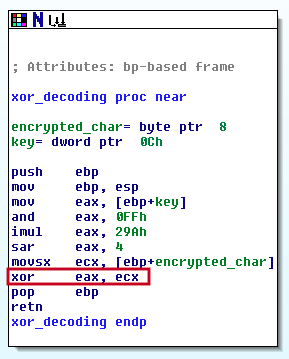 ; Attributes: bp-based frame
xor_decoding proc near
encrypted_char= byte ptr  8
key= dword ptr  0Ch
push    ebp
mov     ebp, esp
mov     eax, [ebp+key]
and     eax, 0FFh
imul    eax, 29Ah
sar     eax, 4
movsx   ecx, [ebp+encrypted_char]
xor     eax, ecx
pop     ebp
retn
xor_decoding endp